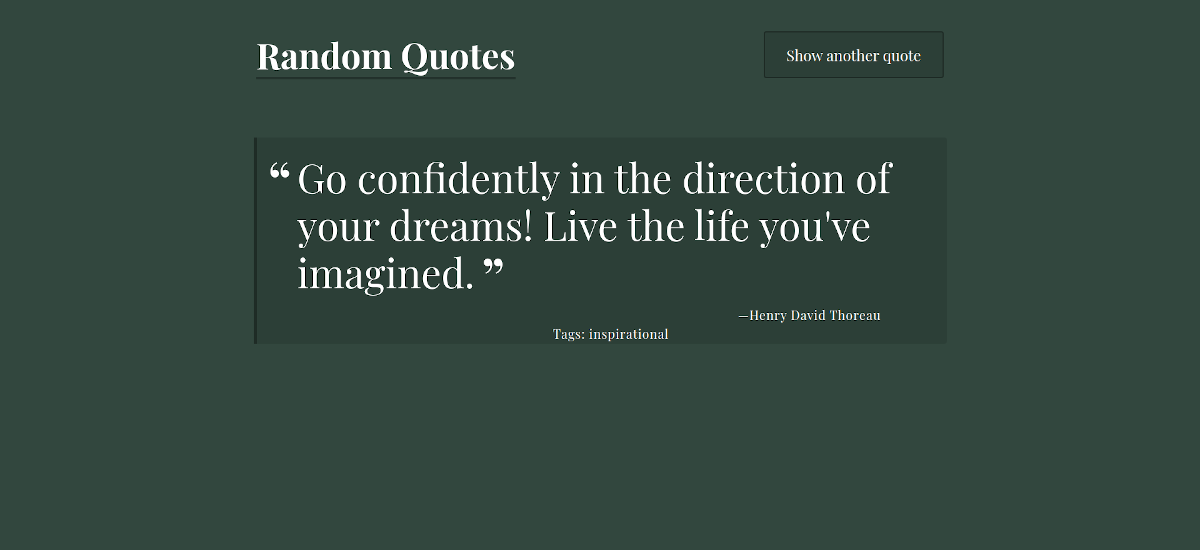 Random Quotes
Show another quote
“ Go confidently in the direction of
your dreams! Live the life you've
imagined. ”
—Henry David Thoreau
Tags: inspirational